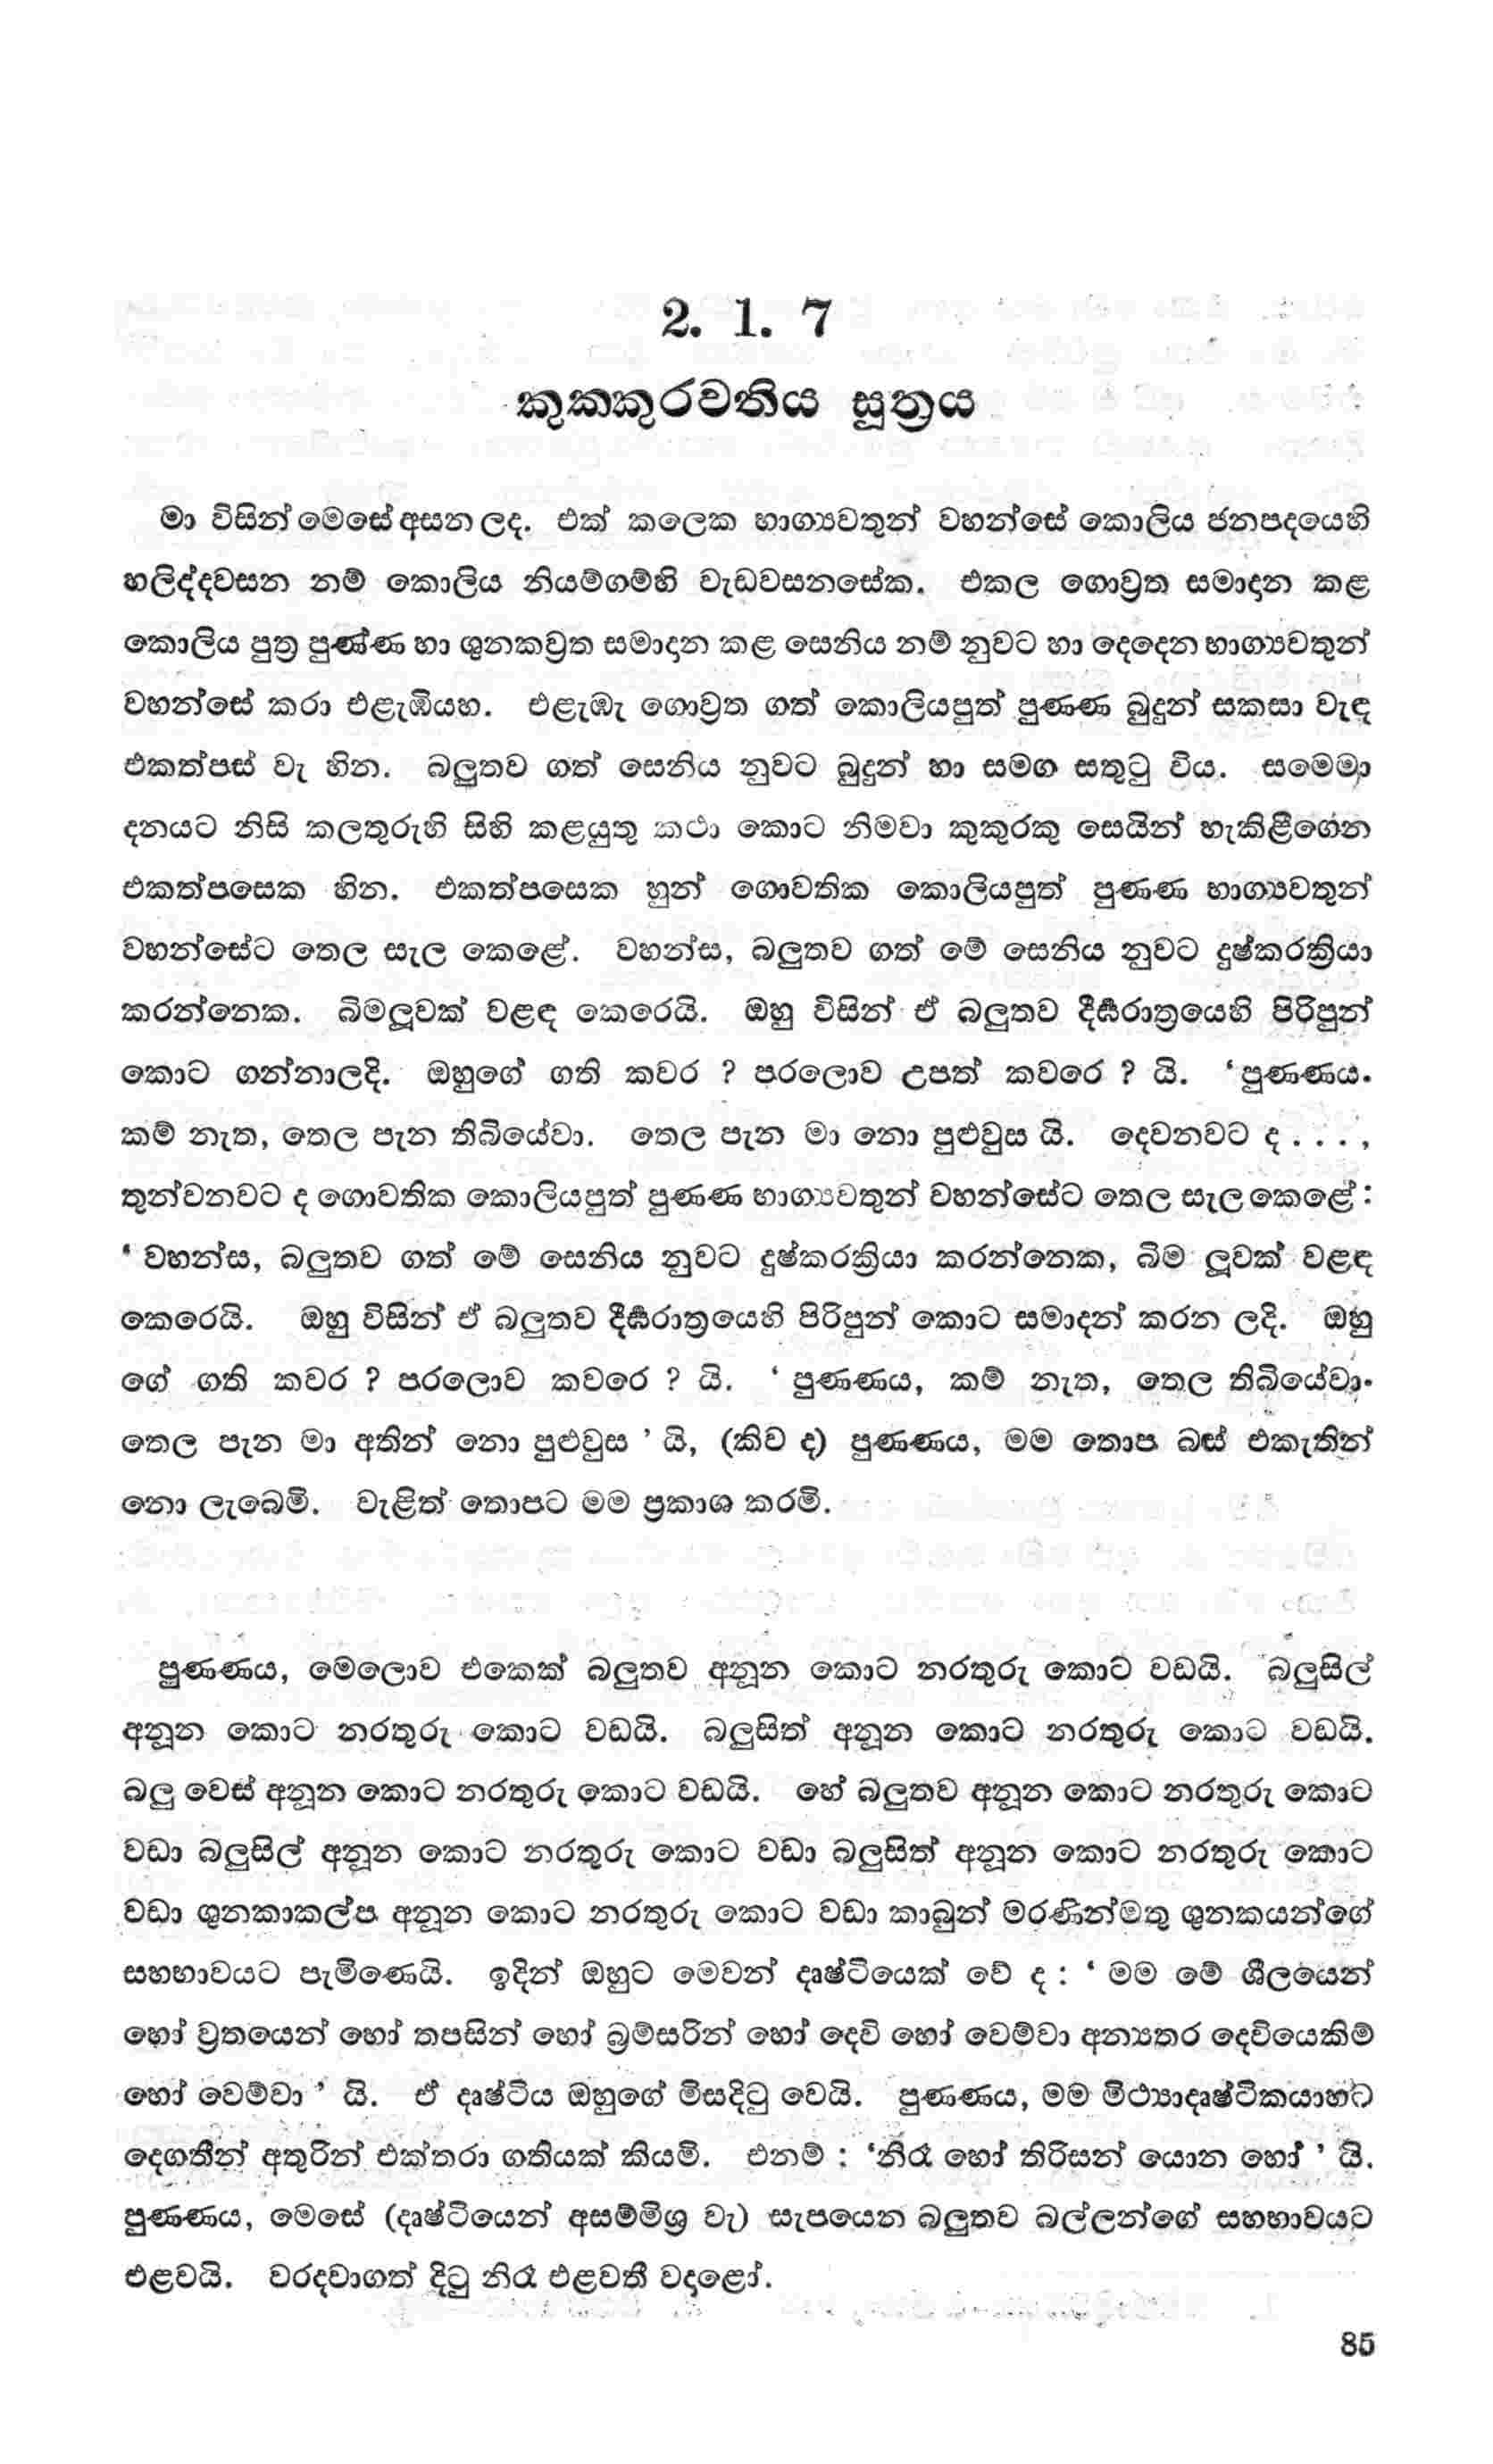 2. 1. 7
කුක‍්කුරවතිය සූත්‍රය
මා විසින් මෙසේ අසන ලද. එක් කලෙක භාග්‍යවතුන් වහන්සේ කොලිය ජනපදයෙහි
හලිද්දවසන නම් කොලිය නියම්ගම්හි වැඩවසනසේක. එකල ගොව්‍රත සමාදන කළ
කොලිය පුත්‍ර පුණ්ණ හා ශුනකව්‍රත සමාදන කළ සෙනිය නම් නුවට හා දෙදෙන භාග්‍යවතුන්
වහන්සේ කරා එළැඹියහ. එළැඹැ ගොව්‍රත ගත් කොලියපුත් පුණ‍්ණ බුදුන් සකසා වැඳ
එකත්පස් වැ හින. බලුතව ගත් සෙනිය නුවට බුදුන් හා සමග සතුටු විය. සමෙමා
දනයට නිසි කලතුරුහි සිහි කළයුතු කථා කොට නිමවා කුකුරකු සෙයින් හැකිළීගෙන
එකත්පසෙක හින. එකත්පසෙක හුන් ගොවතික කොලියපුත් පුණ‍්ණ භාග්‍යවතුන්
වහන්සේට තෙල සැල කෙළේ. වහන්ස, බලුතව ගත් මේ සෙනිය නුවට දුෂ්කරක්‍රියා
කරන්නෙක. බිමලූවක් වළඳ කෙරෙයි. ඔහු විසින් ඒ බලුතව දීර්‍ඝරාත්‍රයෙහි පිරිපුන්
කොට ගන්නාලදි. ඔහුගේ ගති කවර ? පරලොව උපත් කවරෙ ? යි. ‘පුණ‍්ණය.
කම් නැත, තෙල පැන තිබියේවා. තෙල පැන මා නො පුළුවුස යි. දෙවනවට ද . . . . ,
තුන්වනවට ද ගොවතික කොලියපුත් පුණ‍්ණ භාග්‍යවතුන් වහන්සේට තෙල සැල කෙළේ :
‘ වහන්ස, බලුතව ගත් මේ සෙනිය නුවට දුෂ්කරක්‍රියා කරන්නෙක, බිම ලූවක් වළඳ
කෙරෙයි. ඔහු විසින් ඒ බලුතව දීර්‍ඝරාත්‍රයෙහි පිරිපුන් කොට සමාදන් කරන ලදි. ඔහු
ගේ ගති කවර ? පරලොව කවරෙ ? යි. ‘ පුණ‍්ණය, කම් නැත, තෙල තිබියේවා.
තෙල පැන මා අතින් නො පුළුවුස ’ යි, (කිව ද) පුණ‍්ණය, මම තොප බස් එකැතින්
නො ලැබෙමි. වැළිත් තොපට මම ප්‍රකාශ කරමි.
පුණ‍්ණය, මෙලොව එකෙක් බලුතව අනූන කොට නරතුරු කොට වඩයි. බලුසිල්
අනූන කොට නරතුරු කොට වඩයි. බලුසිත් අනූන කොට නරතුරු කොට වඩයි.
බලු වෙස් අනූන කොට නරතුරු කොට වඩයි. හේ බලුතව අනූන කොට නරතුරු කොට
වඩා බලුසිල් අනූන කොට නරතුරු කොට වඩා බලුසිත් අනූන කොට නරතුරු කොට
වඩා ශුනකාකල්ප අනූන කොට නරතුරු කොට වඩා කාබුන් මරණින්මතු ශුනකයන්ගේ
සහභාවයට පැමිණෙයි. ඉදින් ඔහුට මෙවන් දෘෂ්ටියෙක් වේ ද : ‘ මම මේ ශීලයෙන්
හෝ ව්‍රතයෙන් හෝ තපසින් හෝ බ්‍රම්සරින් හෝ දෙවි හෝ වෙම්වා අන්‍යතර දෙවියෙකිම්
හෝ වෙම්වා ’ යි. ඒ දෘෂ්ටිය ඔහුගේ මිසදිටු වෙයි. පුණ‍්ණය, මම මිථ්‍යාදෘෂ්ටිකයාහට
දෙගතීන් අතුරින් එක්තරා ගතියක් කියමි. එනම් : ‘නිරෑ හෝ තිරිසන් යොන හෝ ’ යි.
පුණ‍්ණය, මෙසේ (දෘෂ්ටියෙන් අසම්මිශ්‍ර වැ) සැපයෙන බලුතව බල්ලන්ගේ සහභාවයට
එළවයි. වරදවාගත් දිටු නිරෑ එළවතී වදළෝ.
85